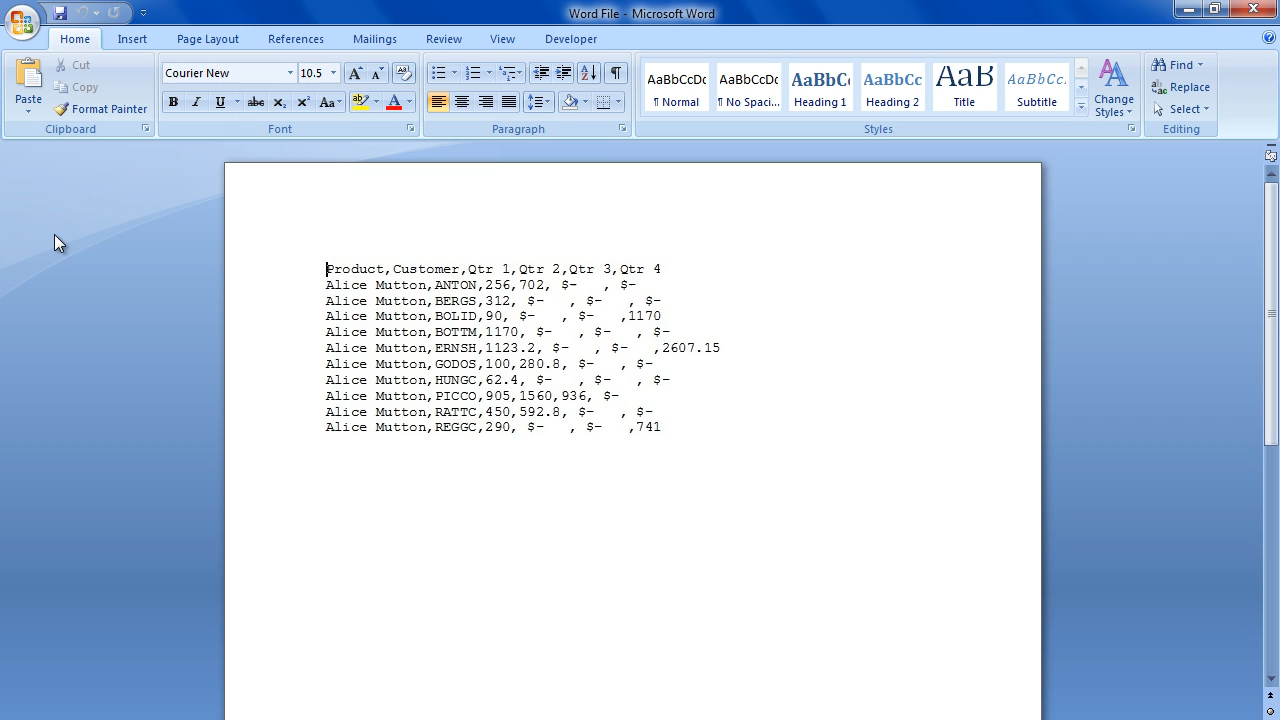 Word File - Microsoft Word
Home Insert Page Layout References Mailings Review View Developer
Paste
Cut
Copy
Format Painter
Clipboard
Courier New 10.5
B I U abc X₂ X² Aa
Font
Paragraph
AaBbCcDc AaBbCcDc AaBbCc AaBbCc AaB AaBbCc.
¶ Normal ¶ No Spaci... Heading 1 Heading 2 Title Subtitle
Change Styles
Styles
Find
Replace
Select
Editing
Product,Customer,Qtr 1,Qtr 2,Qtr 3,Qtr 4
Alice Mutton,ANTON,256,702, $-   , $-
Alice Mutton,BERGS,312, $-   , $-   , $-
Alice Mutton,BOLID,90, $-   , $-   ,1170
Alice Mutton,BOTTM,1170, $-   , $-   , $-
Alice Mutton,ERNSH,1123.2, $-   , $-   ,2607.15
Alice Mutton,GODOS,100,280.8, $-   , $-
Alice Mutton,HUNGC,62.4, $-   , $-   , $-
Alice Mutton,PICCO,905,1560,936, $-
Alice Mutton,RATTC,450,592.8, $-   , $-
Alice Mutton,REGGC,290, $-   , $-   ,741